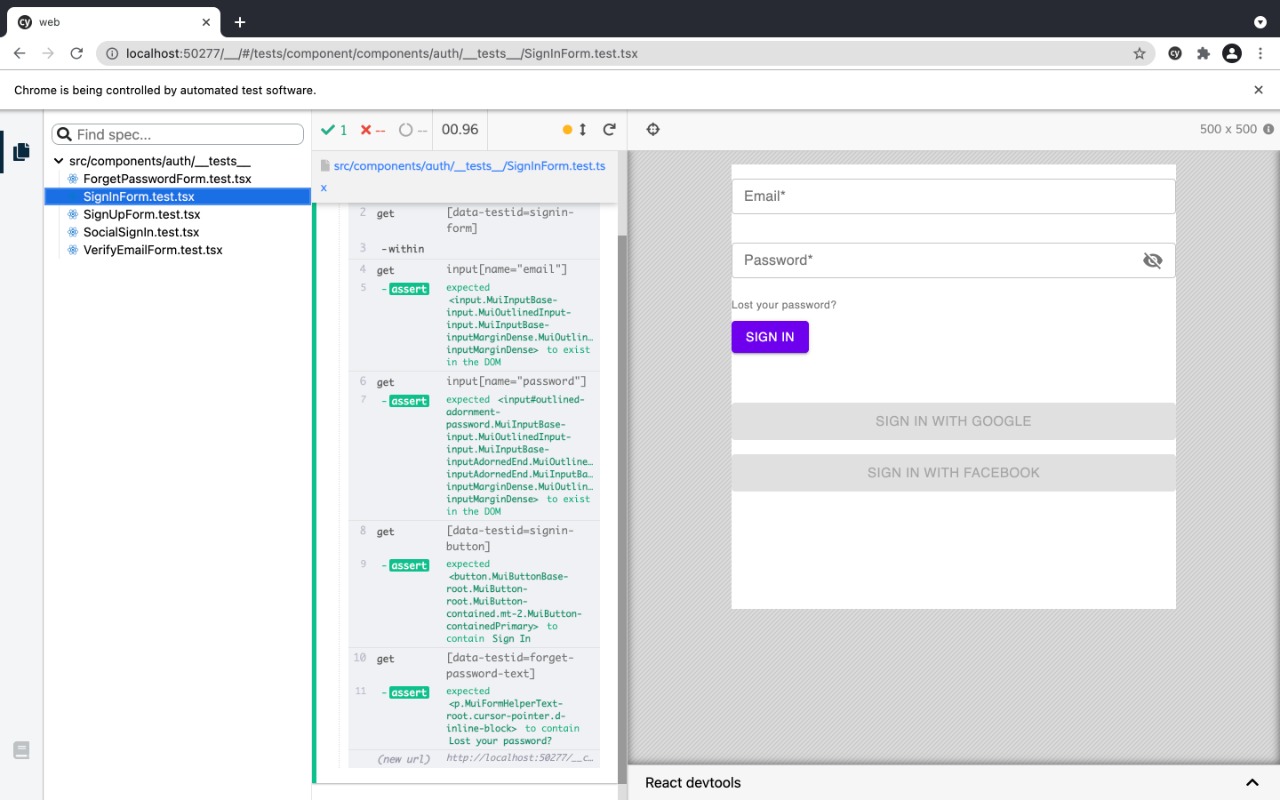 cy web
localhost:50277/__/#/tests/component/components/auth/__tests__/SignInForm.test.tsx
cy
Chrome is being controlled by automated test software.
Find spec...
src/components/auth/__tests__
ForgetPasswordForm.test.tsx
SignInForm.test.tsx
SignUpForm.test.tsx
SocialSignIn.test.tsx
VerifyEmailForm.test.tsx
1 -- -- 00.96
src/components/auth/__tests__/SignInForm.test.ts
x
2 get [data-testid=signin-
form]
3 -within
4 get input[name="email"]
5 -assert expected
<input.MuiInputBase-
input.MuiOutlinedInput-
input.MuiInputBase-
inputMarginDense.MuiOutlin…
inputMarginDense> to exist
in the DOM
6 get input[name="password"]
7 -assert expected <input#outlined-
adornment-
password.MuiInputBase-
input.MuiOutlinedInput-
input.MuiInputBase-
inputAdornedEnd.MuiOutline…
inputAdornedEnd.MuiInputBa…
inputMarginDense.MuiOutlin…
inputMarginDense> to exist
in the DOM
8 get [data-testid=signin-
button]
9 -assert expected
<button.MuiButtonBase-
root.MuiButton-
root.MuiButton-
contained.mt-2.MuiButton-
containedPrimary> to
contain Sign In
10 get [data-testid=forget-
password-text]
11 -assert expected
<p.MuiFormHelperText-
root.cursor-pointer.d-
inline-block> to contain
Lost your password?
(new url) http://localhost:50277/__c…
500 x 500
Email*
Password*
Lost your password?
SIGN IN
SIGN IN WITH GOOGLE
SIGN IN WITH FACEBOOK
React devtools